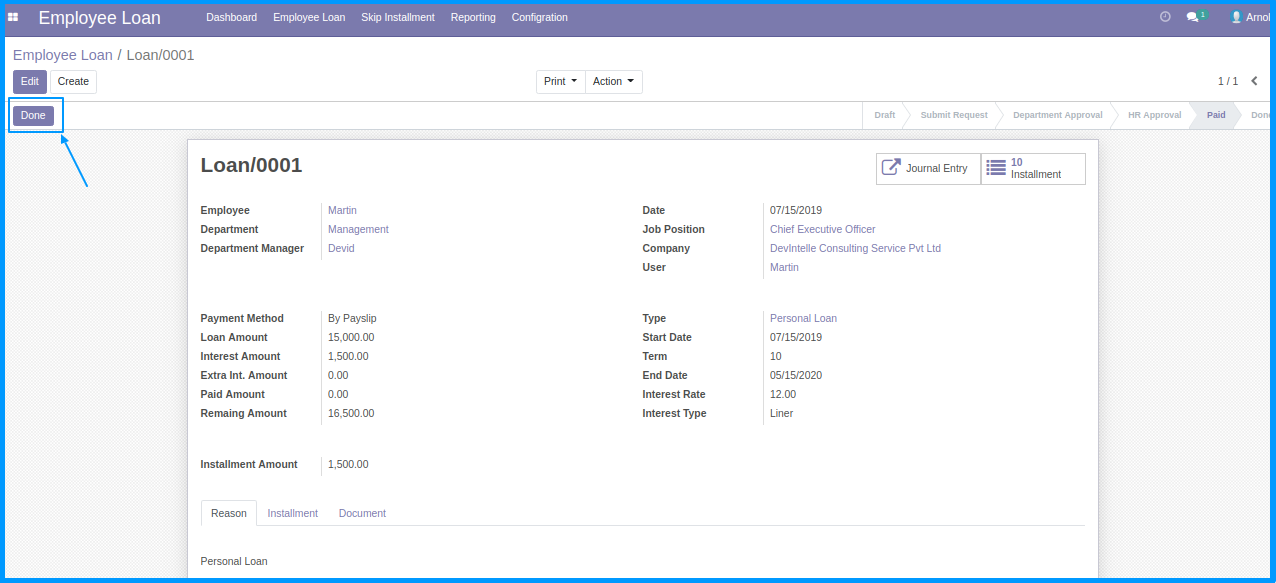 Employee Loan Dashboard Employee Loan Skip Installment Reporting Configration 1 Arnol
Employee Loan / Loan/0001
Edit Create Print Action 1 / 1
Done Draft Submit Request Department Approval HR Approval Paid Done
Loan/0001
Journal Entry
10
Installment
Employee Martin Date 07/15/2019
Department Management Job Position Chief Executive Officer
Department Manager Devid Company DevIntelle Consulting Service Pvt Ltd
User Martin
Payment Method By Payslip Type Personal Loan
Loan Amount 15,000.00 Start Date 07/15/2019
Interest Amount 1,500.00 Term 10
Extra Int. Amount 0.00 End Date 05/15/2020
Paid Amount 0.00 Interest Rate 12.00
Remaing Amount 16,500.00 Interest Type Liner
Installment Amount 1,500.00
Reason Installment Document
Personal Loan